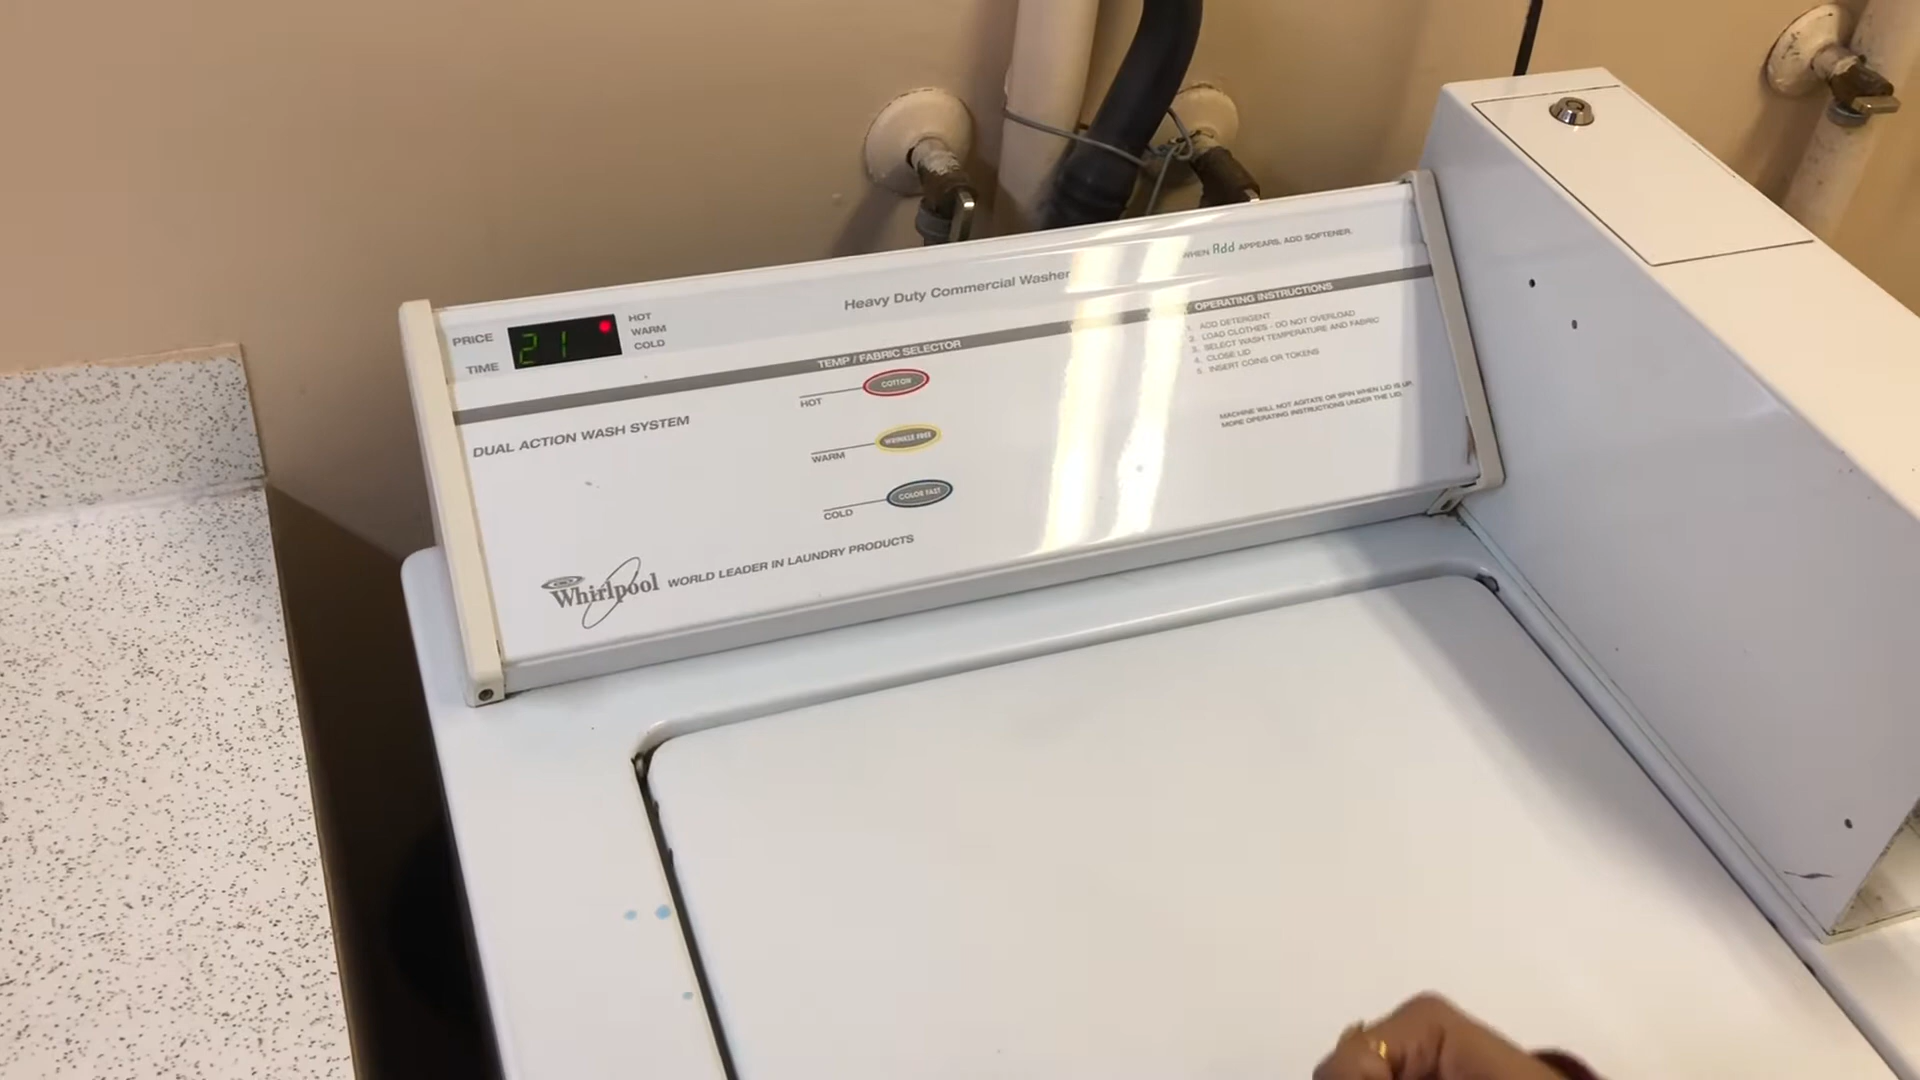 WHEN Add APPEARS, ADD SOFTENER.
Heavy Duty Commercial Washer
PRICE
TIME
21
HOT
WARM
COLD
OPERATING INSTRUCTIONS
1. ADD DETERGENT
2. LOAD CLOTHES - DO NOT OVERLOAD
3. SELECT WASH TEMPERATURE AND FABRIC
4. CLOSE LID
5. INSERT COINS OR TOKENS
TEMP / FABRIC SELECTOR
HOT COTTON
WARM WRINKLE FREE
COLD COLOR FAST
MACHINE WILL NOT AGITATE OR SPIN WHEN LID IS UP.
MORE OPERATING INSTRUCTIONS UNDER THE LID.
DUAL ACTION WASH SYSTEM
Whirlpool WORLD LEADER IN LAUNDRY PRODUCTS